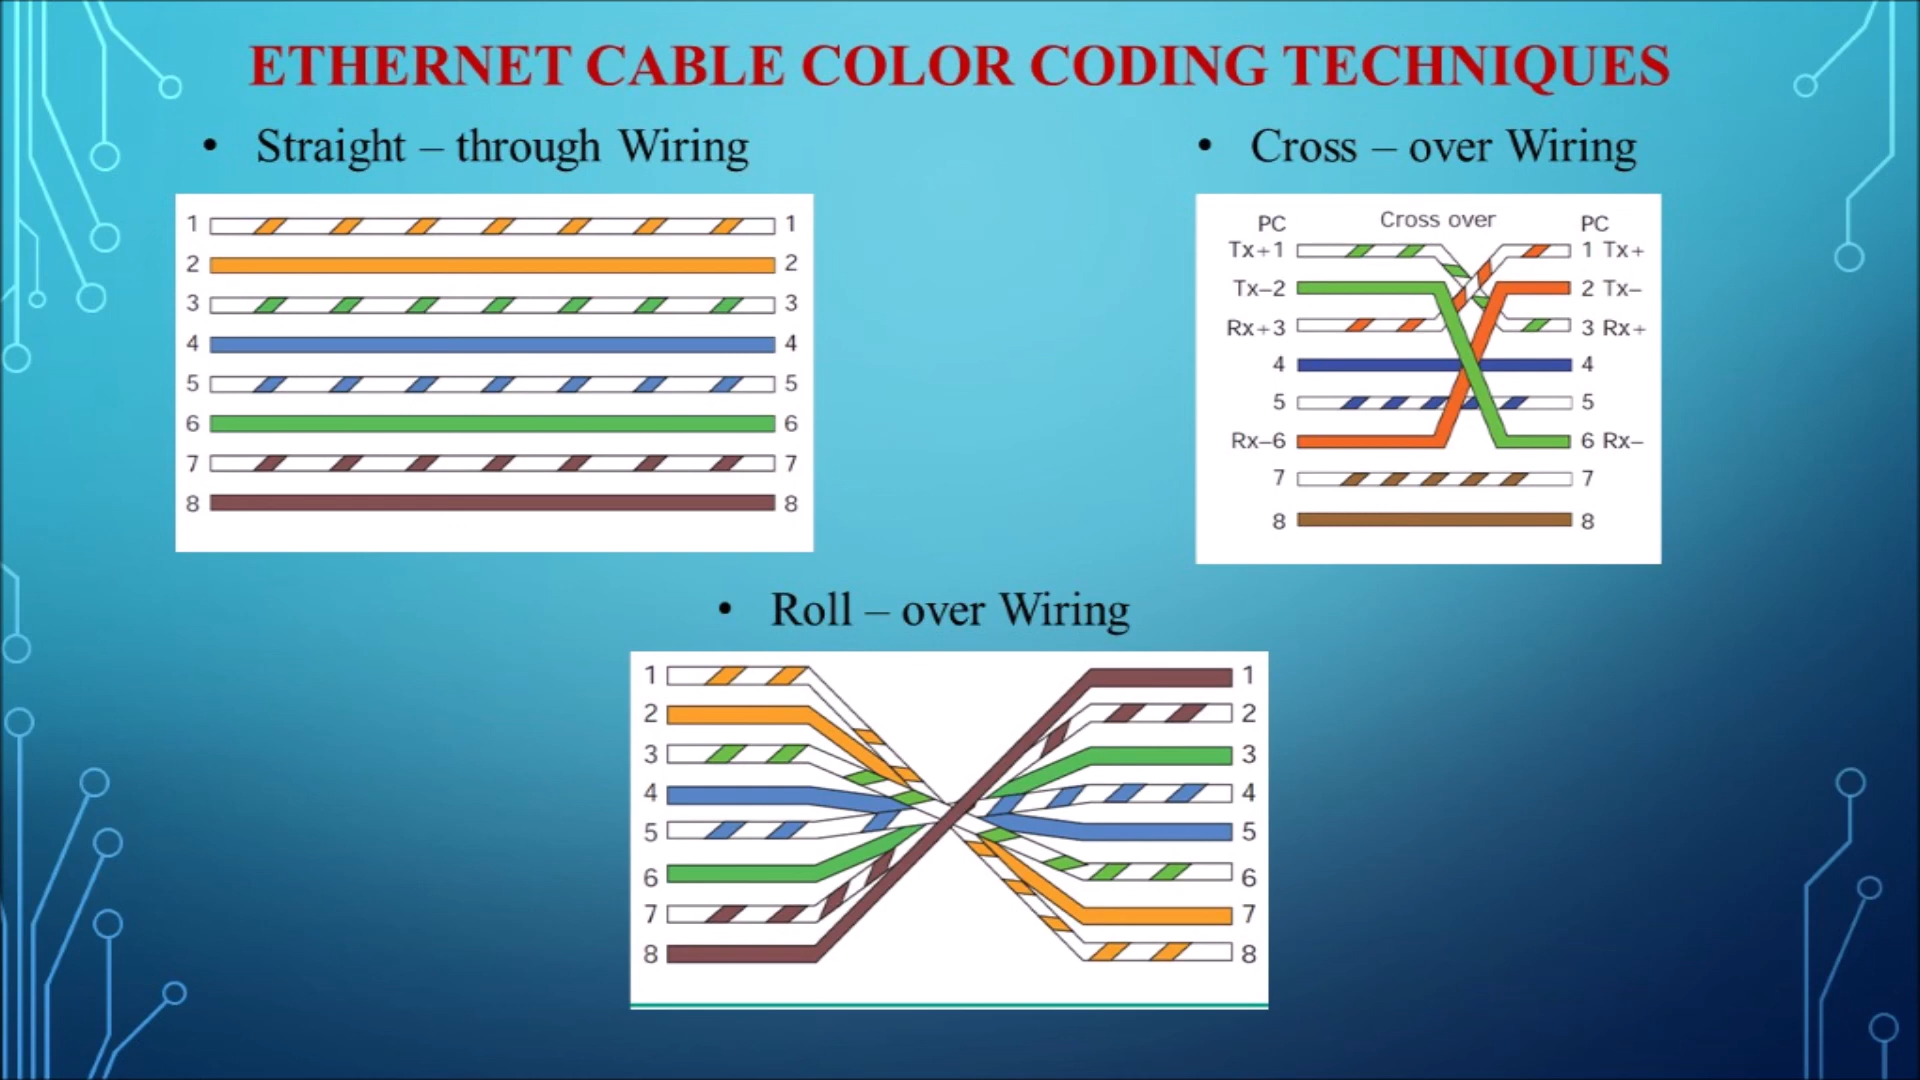 ETHERNET CABLE COLOR CODING TECHNIQUES
• Straight – through Wiring
1 1
2 2
3 3
4 4
5 5
6 6
7 7
8 8
• Cross – over Wiring
PC Cross over PC
Tx+1 1 Tx+
Tx–2 2 Tx–
Rx+3 3 Rx+
4 4
5 5
Rx–6 6 Rx–
7 7
8 8
• Roll – over Wiring
1 1
2 2
3 3
4 4
5 5
6 6
7 7
8 8